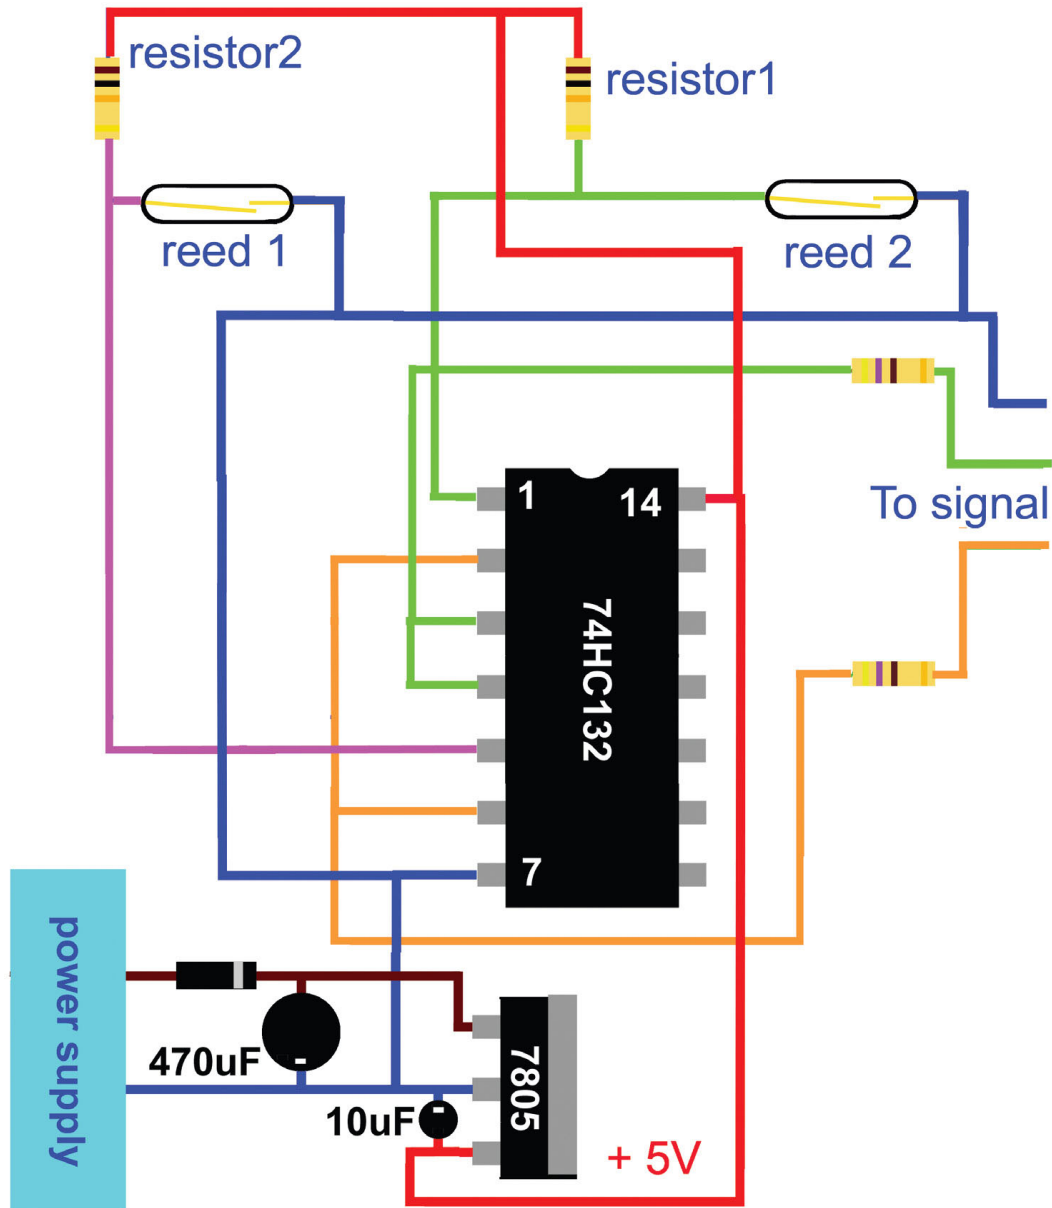 resistor2
resistor1
reed 1
reed 2
1
14
To signal
74HC132
7
power supply
470uF
-
7805
10uF
-
+ 5V